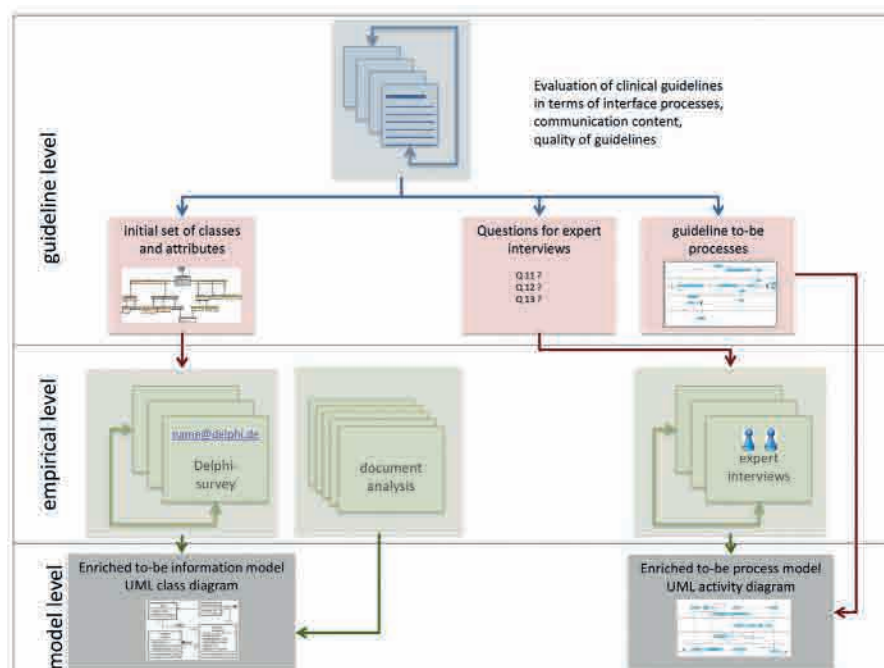 Evaluation of clinical guidelines
in terms of interface processes,
communication content,
quality of guidelines
guideline level
Initial set of classes
and attributes
Questions for expert
interviews
Q 11 ?
Q 12 ?
Q 13 ?
guideline to-be
processes
empirical level
name@delphi.de
Delphi-
survey
document
analysis
expert
interviews
model level
Enriched to-be information model
UML class diagram
Enriched to-be process model
UML activity diagram